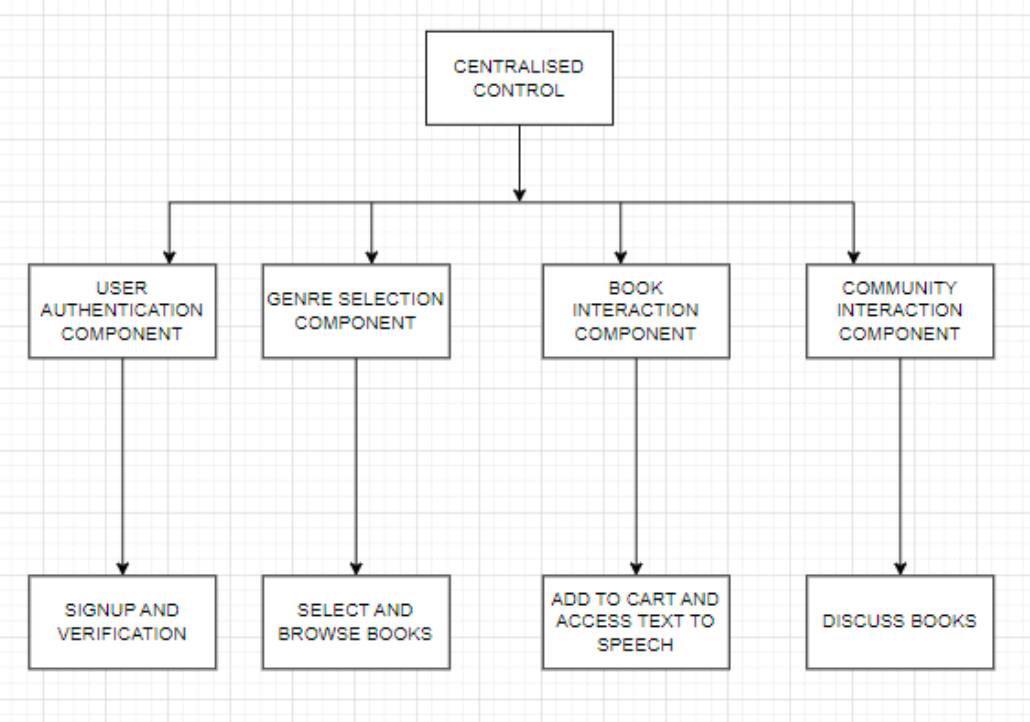 CENTRALISED
CONTROL
USER
AUTHENTICATION
COMPONENT
GENRE SELECTION
COMPONENT
BOOK
INTERACTION
COMPONENT
COMMUNITY
INTERACTION
COMPONENT
SIGNUP AND
VERIFICATION
SELECT AND
BROWSE BOOKS
ADD TO CART AND
ACCESS TEXT TO
SPEECH
DISCUSS BOOKS